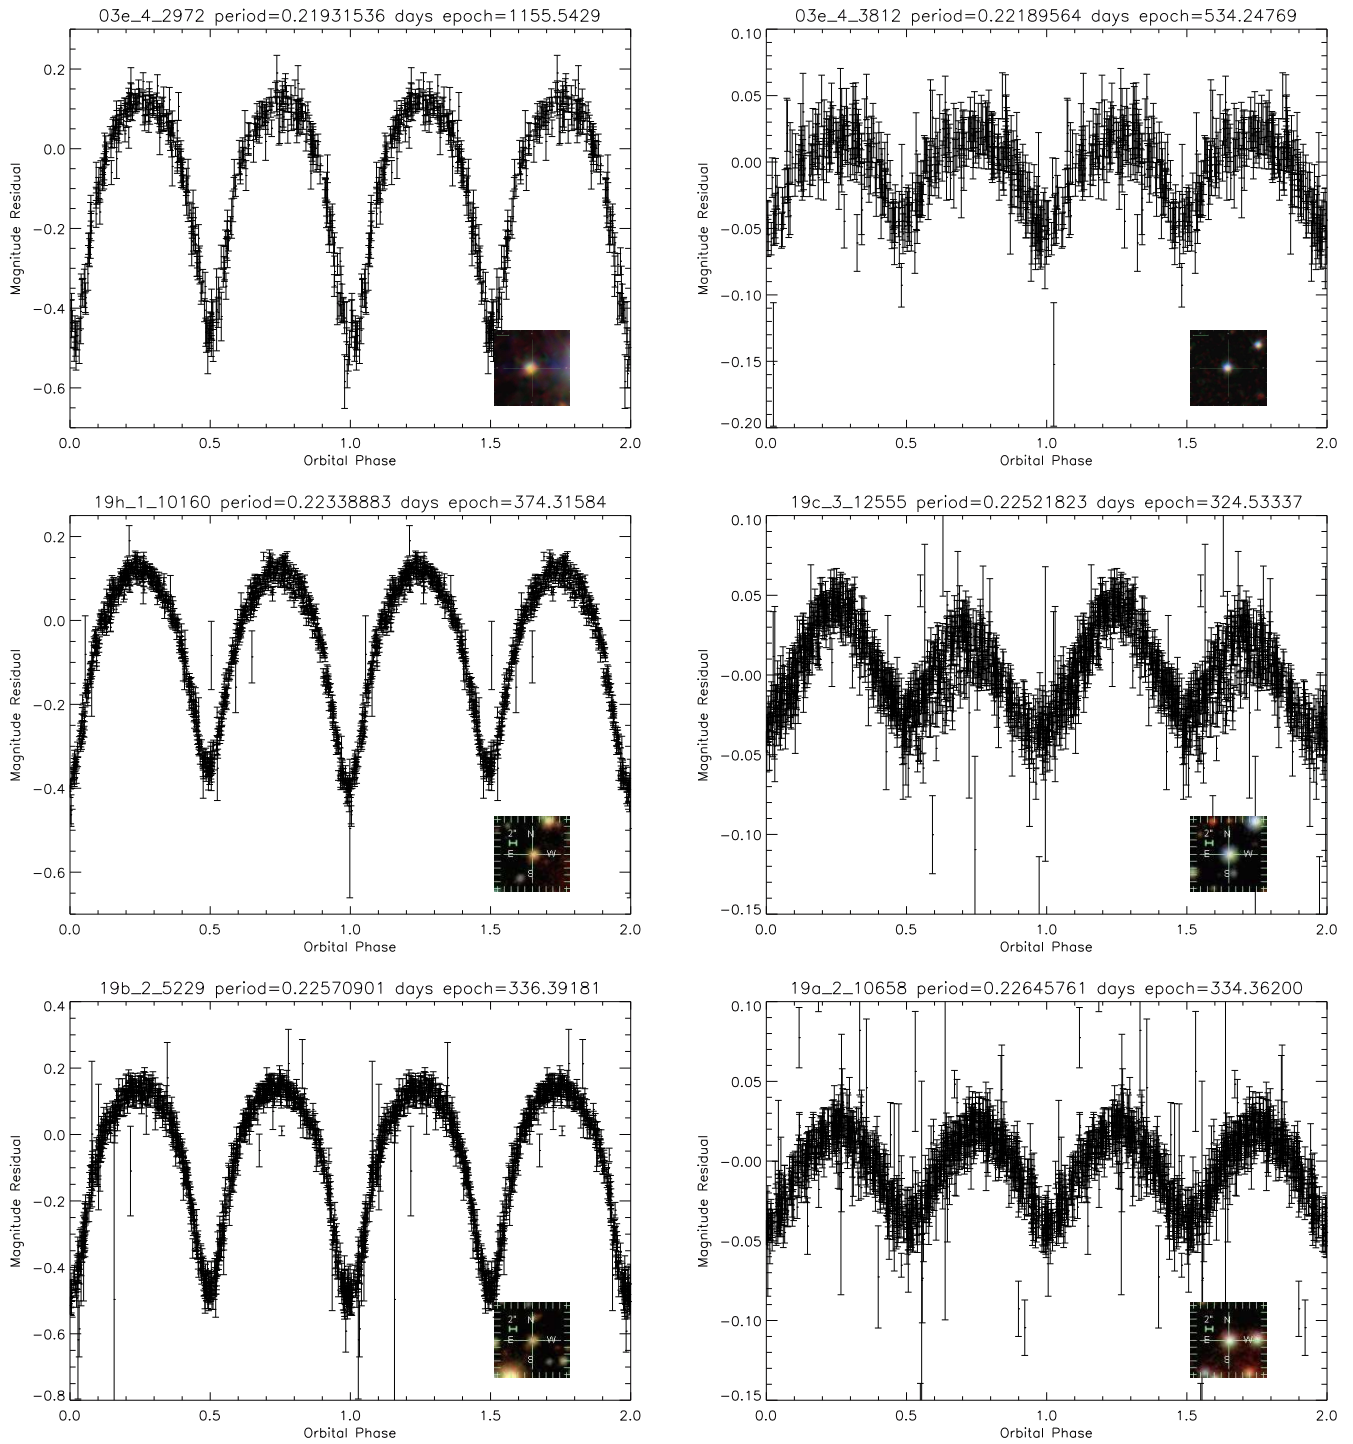 03e_4_2972 period=0.21931536 days epoch=1155.5429
0.2
0.0
−0.2
−0.4
−0.6
Magnitude Residual
0.0 0.5 1.0 1.5 2.0
Orbital Phase
03e_4_3812 period=0.22189564 days epoch=534.24769
0.10
0.05
0.00
−0.05
−0.10
−0.15
−0.20
Magnitude Residual
0.0 0.5 1.0 1.5 2.0
Orbital Phase
19h_1_10160 period=0.22338883 days epoch=374.31584
0.2
0.0
−0.2
−0.4
−0.6
Magnitude Residual
2" N
E W
S
0.0 0.5 1.0 1.5 2.0
Orbital Phase
19c_3_12555 period=0.22521823 days epoch=324.53337
0.10
0.05
−0.00
−0.05
−0.10
−0.15
Magnitude Residual
2" N
E W
S
0.0 0.5 1.0 1.5 2.0
Orbital Phase
19b_2_5229 period=0.22570901 days epoch=336.39181
0.4
0.2
0.0
−0.2
−0.4
−0.6
−0.8
Magnitude Residual
2" N
E W
S
0.0 0.5 1.0 1.5 2.0
Orbital Phase
19a_2_10658 period=0.22645761 days epoch=334.36200
0.10
0.05
−0.00
−0.05
−0.10
−0.15
Magnitude Residual
2" N
E W
S
0.0 0.5 1.0 1.5 2.0
Orbital Phase